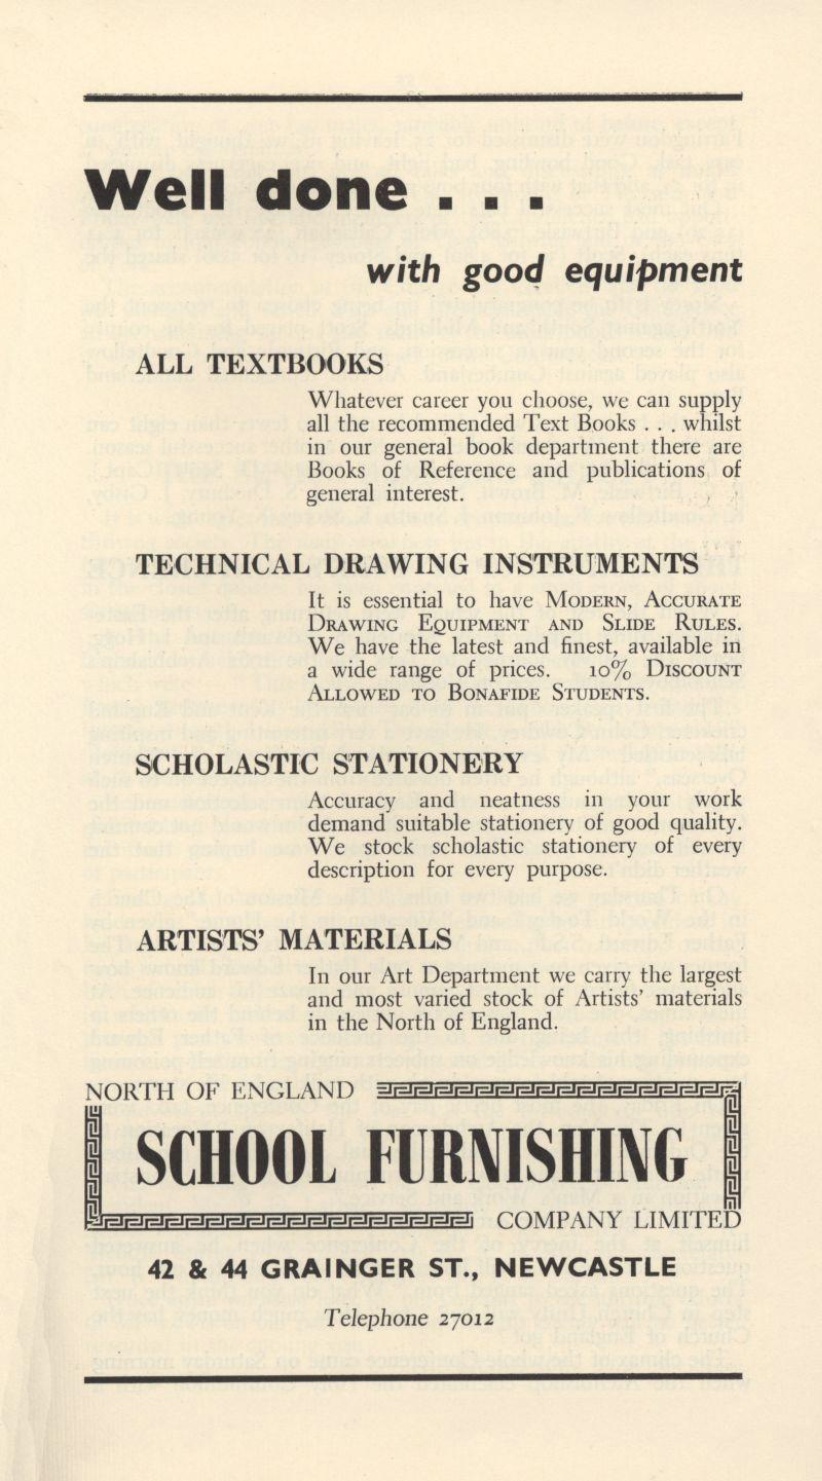 Well done . . .
with good equipment
ALL TEXTBOOKS
Whatever career you choose, we can supply
all the recommended Text Books . . . whilst
in our general book department there are
Books of Reference and publications of
general interest.
TECHNICAL DRAWING INSTRUMENTS
It is essential to have MODERN, ACCURATE
DRAWING EQUIPMENT AND SLIDE RULES.
We have the latest and finest, available in
a wide range of prices. 10% DISCOUNT
ALLOWED TO BONAFIDE STUDENTS.
SCHOLASTIC STATIONERY
Accuracy and neatness in your work
demand suitable stationery of good quality.
We stock scholastic stationery of every
description for every purpose.
ARTISTS' MATERIALS
In our Art Department we carry the largest
and most varied stock of Artists' materials
in the North of England.
NORTH OF ENGLAND
SCHOOL FURNISHING
COMPANY LIMITED
42 & 44 GRAINGER ST., NEWCASTLE
Telephone 27012